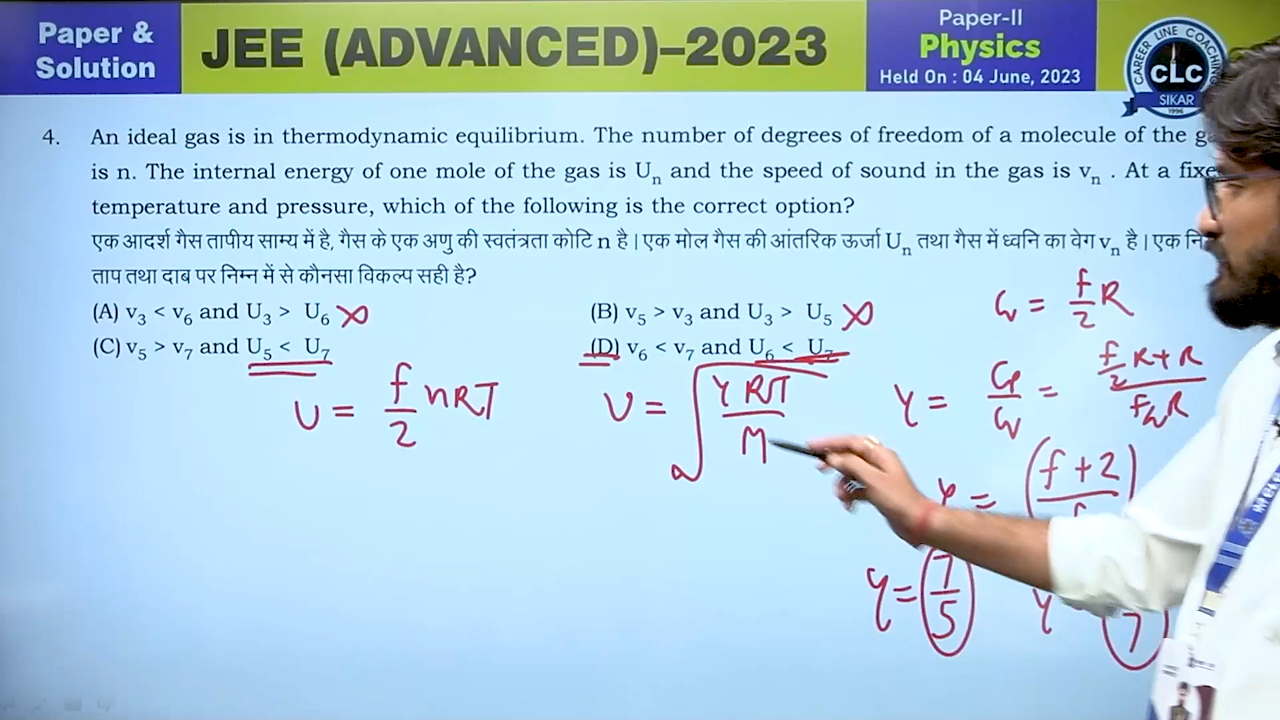 Paper &
Solution
JEE (ADVANCED)–2023
Paper-II
Physics
Held On : 04 June, 2023
CAREER LINE COACHING
CLC
SIKAR
1996
4. An ideal gas is in thermodynamic equilibrium. The number of degrees of freedom of a molecule of the
is n. The internal energy of one mole of the gas is Uₙ and the speed of sound in the gas is vₙ . At a fixe
temperature and pressure, which of the following is the correct option?
एक आदर्श गैस तापीय साम्य में है, गैस के एक अणु की स्वतंत्रता कोटि n है। एक मोल गैस की आंतरिक ऊर्जा Uₙ तथा गैस में ध्वनि का वेग vₙ है। एक नि
ताप तथा दाब पर निम्न में से कौनसा विकल्प सही है?
(A) v₃ < v₆ and U₃ > U₆ (B) v₅ > v₃ and U₃ > U₅
(C) v₅ > v₇ and U₅ < U₇ (D) v₆ < v₇ and U₆ < U₇
Cv = f/2 R
U = f/2 nRT
V = √(γRT/M)
γ = Cp/Cv = (f/2 R + R)/(f/2 R)
γ = (f+2)/f
γ = 7/5
7